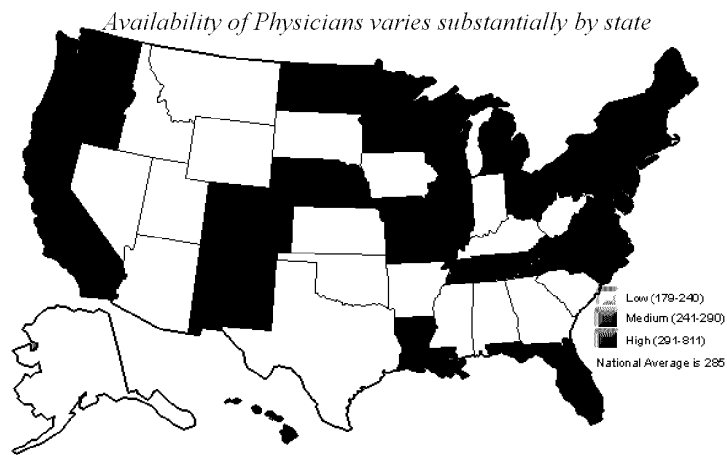 Availability of Physicians varies substantially by state
Low (179-240)
Medium (241-290)
High (291-811)
National Average is 285